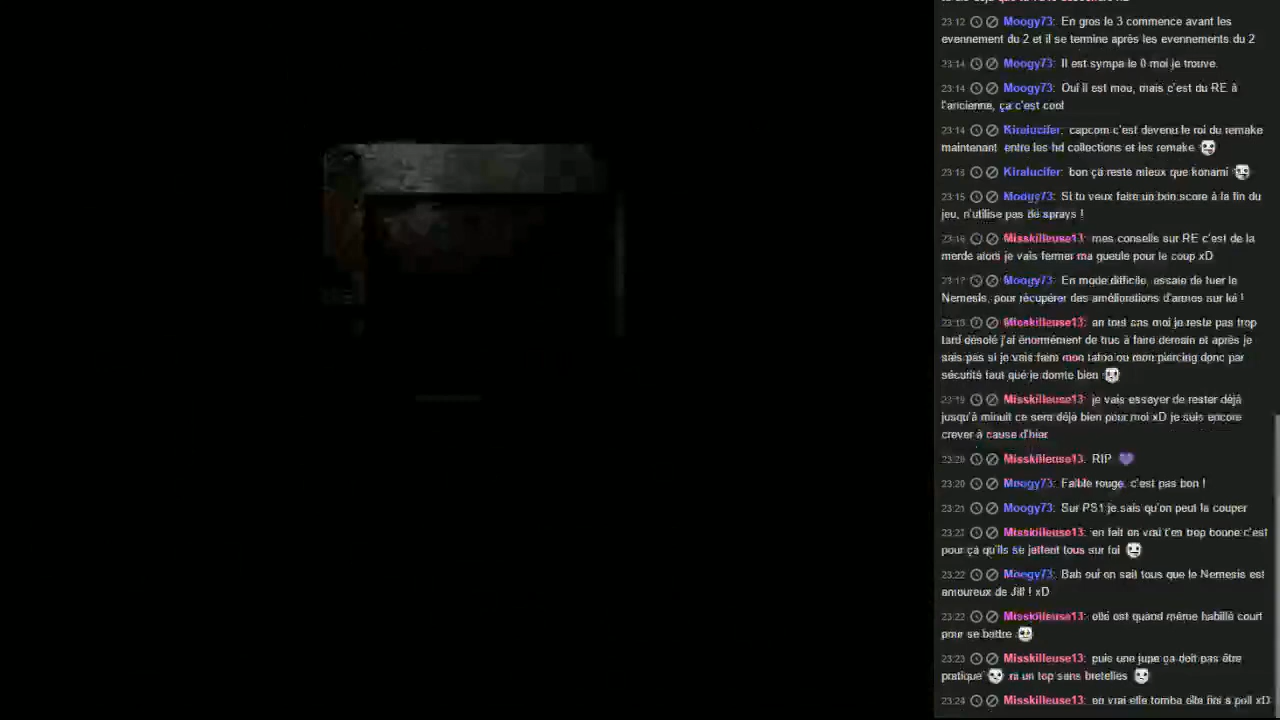 23:12 Moogy73: En gros le 3 commence avant les
evennement du 2 et il se termine après les evennements du 2
23:14 Moogy73: Il est sympa le 0 moi je trouve.
23:14 Moogy73: Oui il est mou, mais c'est du RE à
l'ancienne, ça c'est cool
23:14 Kiralucifer: capcom c'est devenu le roi du remake
maintenant entre les hd collections et les remake
Kiralucifer: bon ça reste mieux que konami
23:15 Moogy73: Si tu veux faire un bon score à la fin du
jeu, n'utilise pas de sprays !
23:16 Misskilleuse13: mes conseils sur RE c'est de la
merde alors je vais fermer ma gueule pour le coup xD
23:17 Moogy73: En mode difficile, essaie de tuer le
Nemesis, pour récupérer des améliorations d'armes sur lui !
Misskilleuse13: en tout cas moi je reste pas trop
tard désolé j'ai énormément de truc à faire demain et après je
sais pas si je vais faire mon tatoo ou mon piercing donc par
sécurité faut que je dorme bien
23:19 Misskilleuse13: je vais essayer de rester déjà
jusqu'à minuit ce sera déjà bien pour moi xD je suis encore
crever à cause d'hier
23:20 Misskilleuse13: RIP
23:20 Moogy73: Faible rouge, c'est pas bon !
23:21 Moogy73: Sur PS1 je sais qu'on peut la couper
Misskilleuse13: en fait en vrai t'es trop bonne c'est
pour ça qu'ils se jettent tous sur toi
23:22 Moogy73: Bah oui on sait tous que le Nemesis est
amoureux de Jill ! xD
23:22 Misskilleuse13: elle est quand même habillé court
pour se battre
23:23 Misskilleuse13: puis une jupe ça doit pas être
pratique ni un top sans bretelles
23:24 Misskilleuse13: en vrai elle tombe elle fini a poil xD